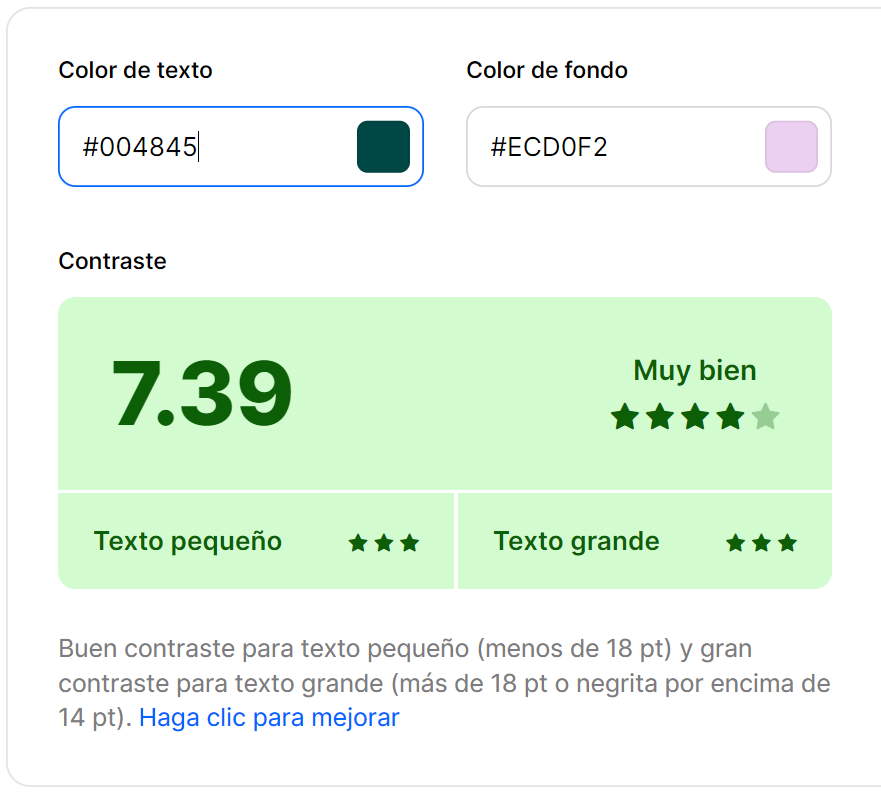 Color de texto
Color de fondo
#004845
#ECD0F2
Contraste
7.39
Muy bien
Texto pequeño
Texto grande
Buen contraste para texto pequeño (menos de 18 pt) y gran
contraste para texto grande (más de 18 pt o negrita por encima de
14 pt). Haga clic para mejorar